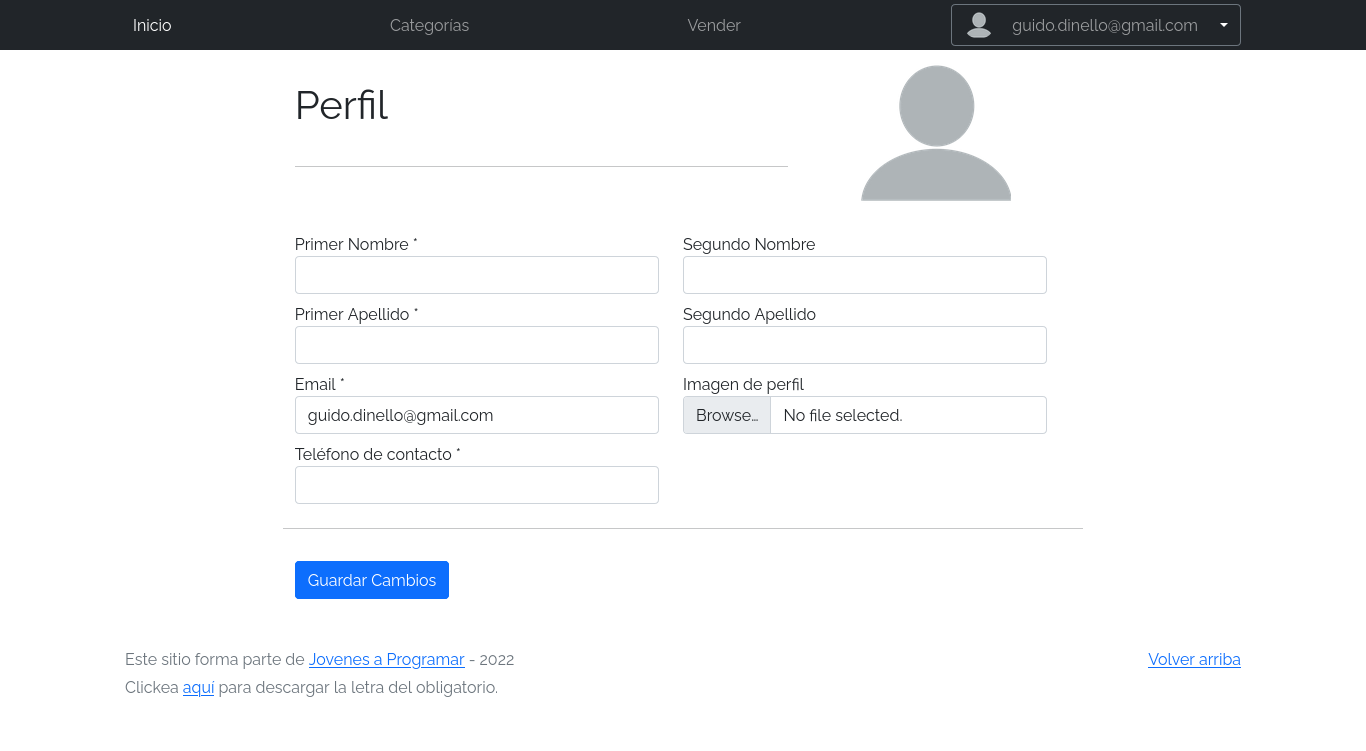 Inicio Categorías Vender guido.dinello@gmail.com
Perfil
Primer Nombre * Segundo Nombre
Primer Apellido * Segundo Apellido
Email * Imagen de perfil
guido.dinello@gmail.com Browse... No file selected.
Teléfono de contacto *
Guardar Cambios
Este sitio forma parte de Jovenes a Programar - 2022 Volver arriba
Clickea aquí para descargar la letra del obligatorio.